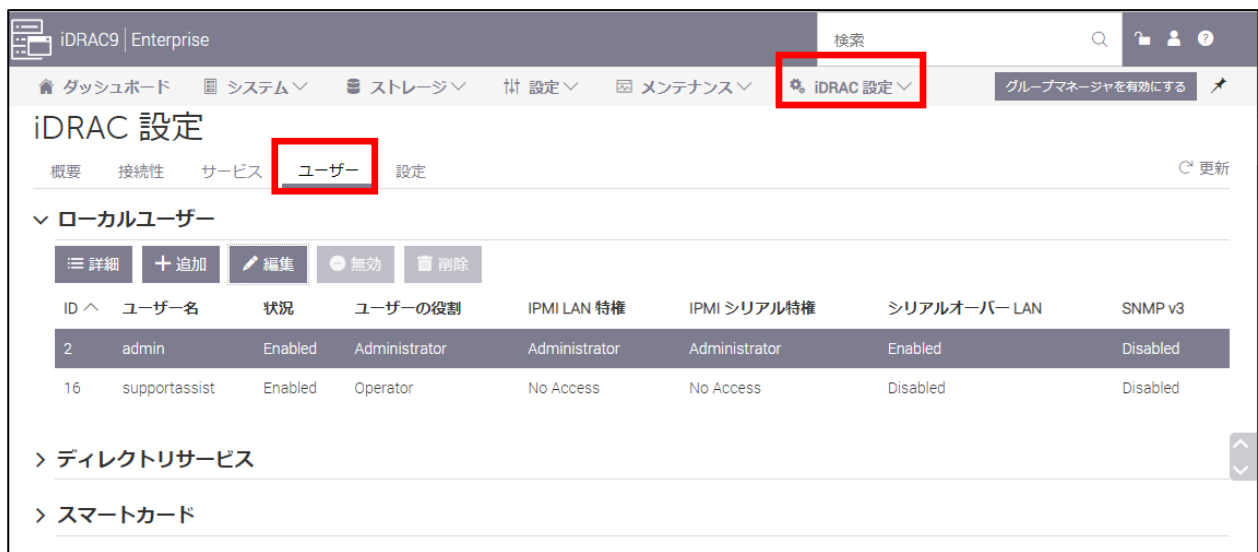 iDRAC9 | Enterprise 検索
ダッシュボード システム ストレージ 設定 メンテナンス iDRAC 設定 グループマネージャを有効にする
iDRAC 設定
概要 接続性 サービス ユーザー 設定 更新
ローカルユーザー
詳細 + 追加 編集 無効 削除
ID ユーザー名 状況 ユーザーの役割 IPMI LAN 特権 IPMI シリアル特権 シリアルオーバー LAN SNMP v3
2 admin Enabled Administrator Administrator Administrator Enabled Disabled
16 supportassist Enabled Operator No Access No Access Disabled Disabled
ディレクトリサービス
スマートカード